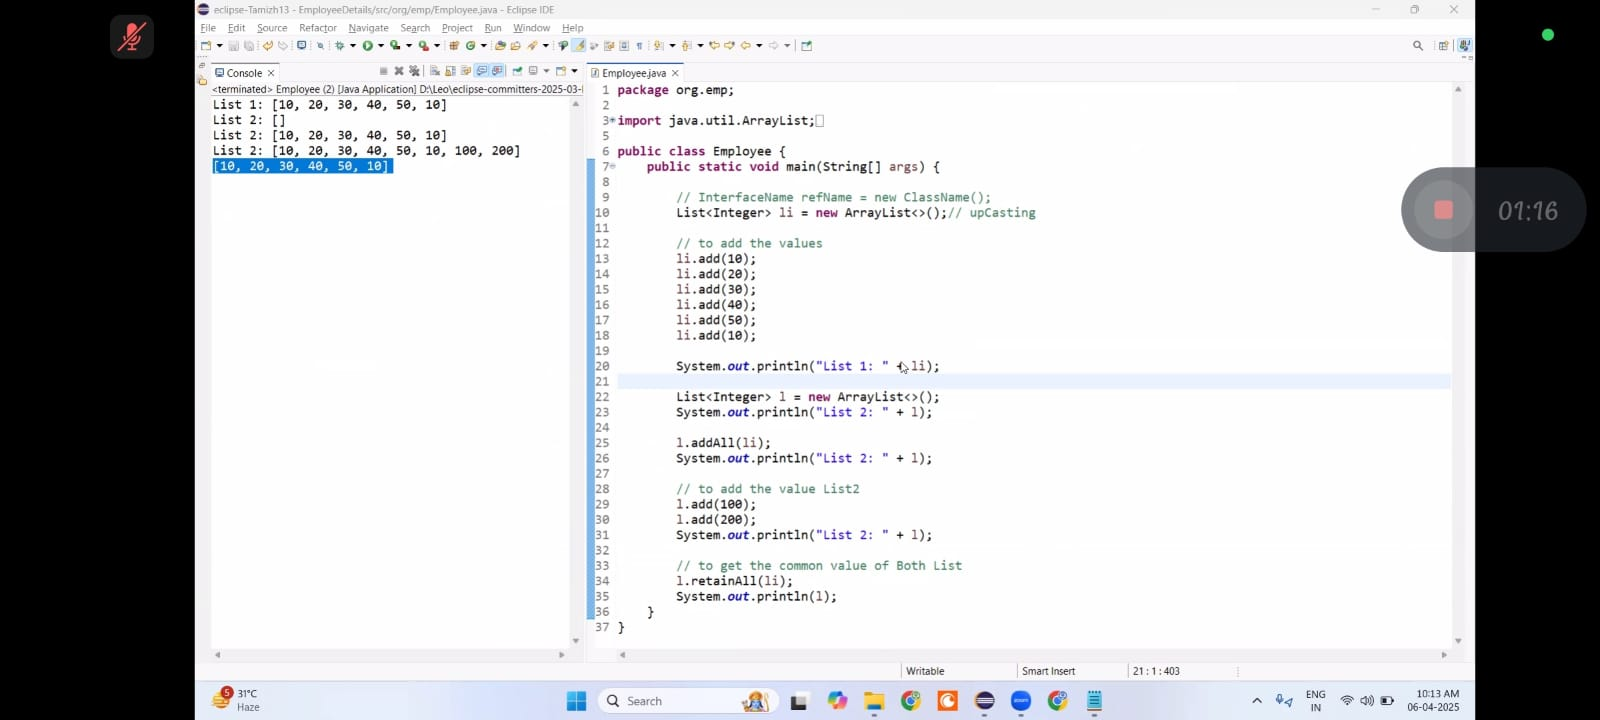 eclipse-Tamizh13 - EmployeeDetails/src/org/emp/Employee.java - Eclipse IDE
File Edit Source Refactor Navigate Search Project Run Window Help
Console
<terminated> Employee (2) [Java Application] D:\Leo\eclipse-committers-2025-03-
List 1: [10, 20, 30, 40, 50, 10]
List 2: []
List 2: [10, 20, 30, 40, 50, 10]
List 2: [10, 20, 30, 40, 50, 10, 100, 200]
[10, 20, 30, 40, 50, 10]
Employee.java
1 package org.emp;
2
3 import java.util.ArrayList;
5
6 public class Employee {
7 public static void main(String[] args) {
8
9 // InterfaceName refName = new ClassName();
10 List<Integer> li = new ArrayList<>();// upCasting
11
12 // to add the values
13 li.add(10);
14 li.add(20);
15 li.add(30);
16 li.add(40);
17 li.add(50);
18 li.add(10);
19
20 System.out.println("List 1: " + li);
21
22 List<Integer> l = new ArrayList<>();
23 System.out.println("List 2: " + l);
24
25 l.addAll(li);
26 System.out.println("List 2: " + l);
27
28 // to add the value List2
29 l.add(100);
30 l.add(200);
31 System.out.println("List 2: " + l);
32
33 // to get the common value of Both List
34 l.retainAll(li);
35 System.out.println(l);
36 }
37 }
01:16
Writable Smart Insert 21 : 1 : 403
5
31°C
Haze
Search
ENG
IN
10:13 AM
06-04-2025